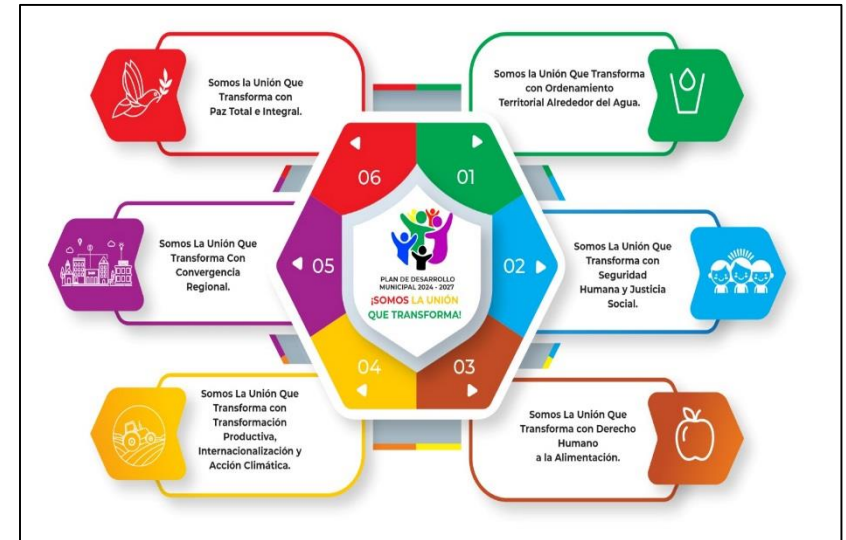 Somos la Unión Que
Transforma con
Paz Total e Integral.
Somos la Unión Que Transforma
con Ordenamiento
Territorial Alrededor del Agua.
06
01
Somos La Unión Que
Transforma Con
Convergencia
Regional.
05
PLAN DE DESARROLLO
MUNICIPAL 2024 - 2027
¡SOMOS LA UNIÓN
QUE TRANSFORMA!
02
Somos La Unión Que
Transforma con
Seguridad
Humana y Justicia
Social.
04
03
Somos La Unión Que
Transforma con
Transformación
Productiva,
Internacionalización y
Acción Climática.
Somos La Unión Que
Transforma con Derecho
Humano
a la Alimentación.